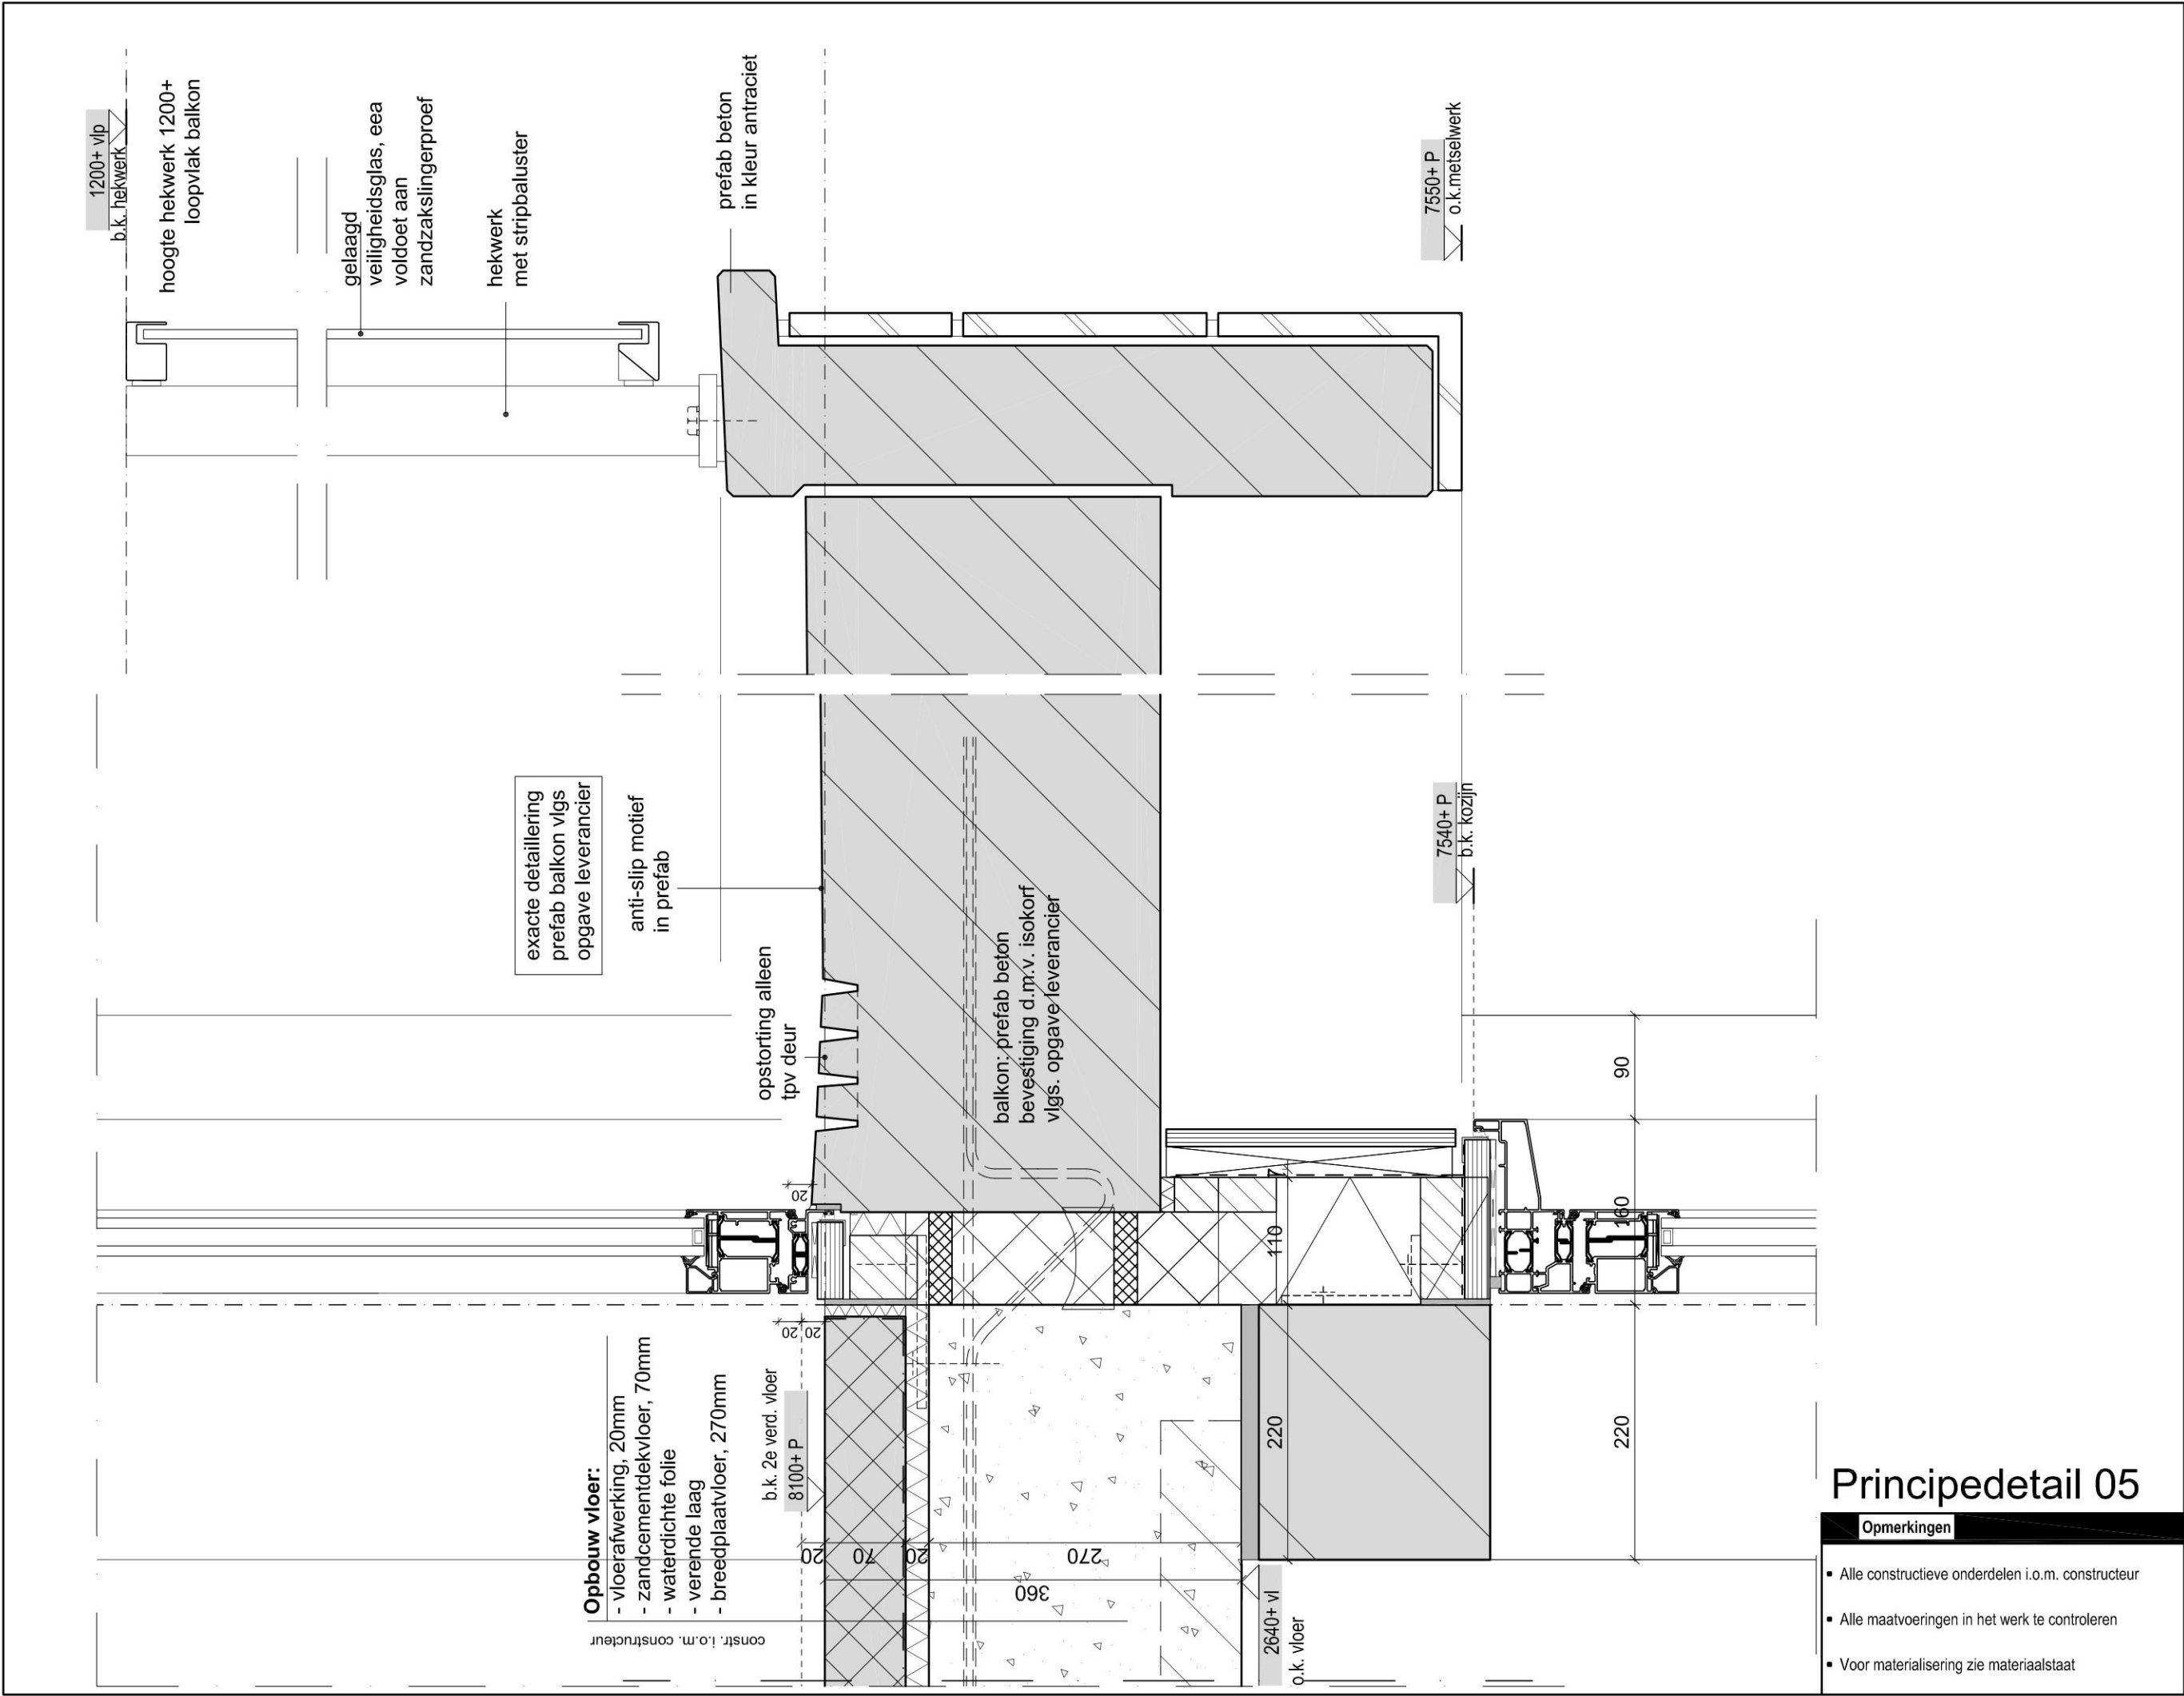 1200+ vlp
b.k. hekwerk
hoogte hekwerk 1200+
loopvlak balkon
gelaagd
veiligheidsglas, eea
voldoet aan
zandzakslingerproef
hekwerk
met stripbaluster
prefab beton
in kleur antraciet
7550+ P
o.k.metselwerk
exacte detaillering
prefab balkon vlgs
opgave leverancier
anti-slip motief
in prefab
opstorting alleen
tpv deur
balkon: prefab beton
bevestiging d.m.v. isokorf
vlgs. opgave leverancier
7540+ P
b.k. kozijn
20
20
20
7
110
220
90
160
220
Opbouw vloer:
- vloerafwerking, 20mm
- zandcementdekvloer, 70mm
- waterdichte folie
- verende laag
- breedplaatvloer, 270mm
constr. i.o.m. constructeur
b.k. 2e verd. vloer
8100+ P
20
70
20
270
360
2640+ vl
o.k. vloer
Principedetail 05
Opmerkingen
▪ Alle constructieve onderdelen i.o.m. constructeur
▪ Alle maatvoeringen in het werk te controleren
▪ Voor materialisering zie materiaalstaat